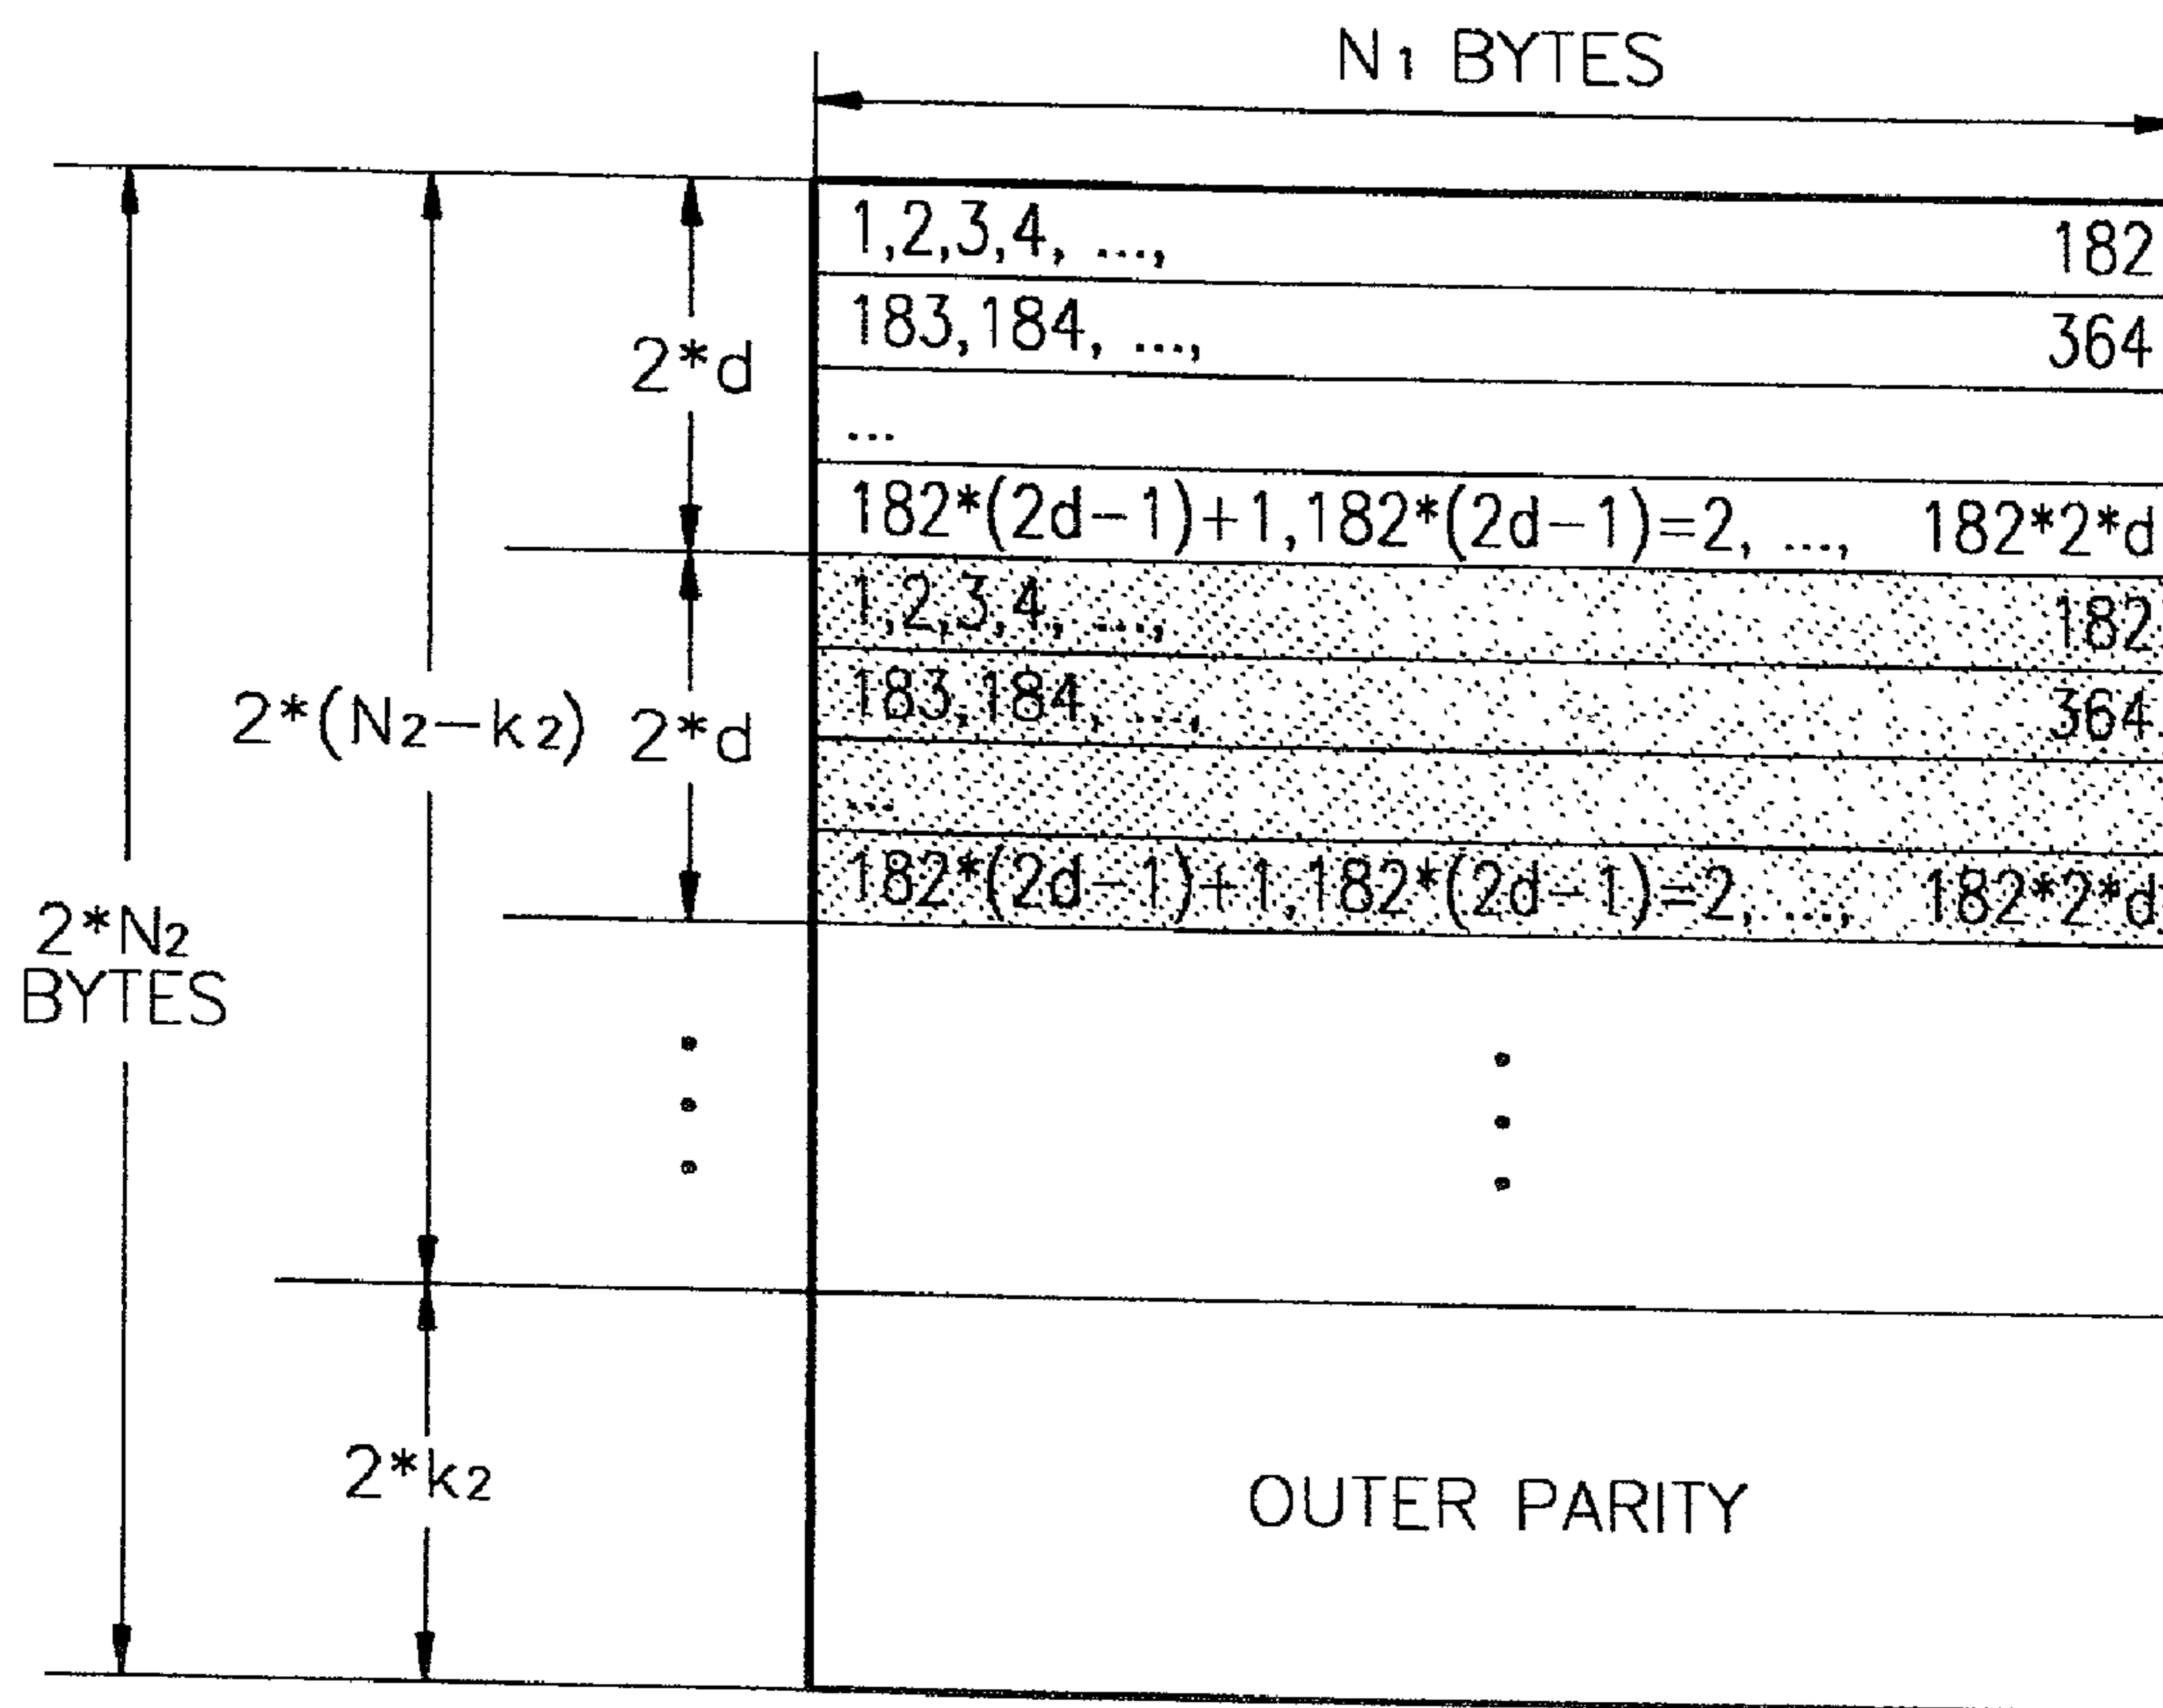 N1 BYTES
1,2,3,4, ...,    182
183,184, ...,    364
2*d
...
182*(2d-1)+1,182*(2d-1)=2, ...,    182*2*d
1,2,3,4, ...,    182
183,184, ...,    364
2*(N2-k2)    2*d
...
182*(2d-1)+1,182*(2d-1)=2, ...,    182*2*d
2*N2
BYTES
2*k2
OUTER PARITY